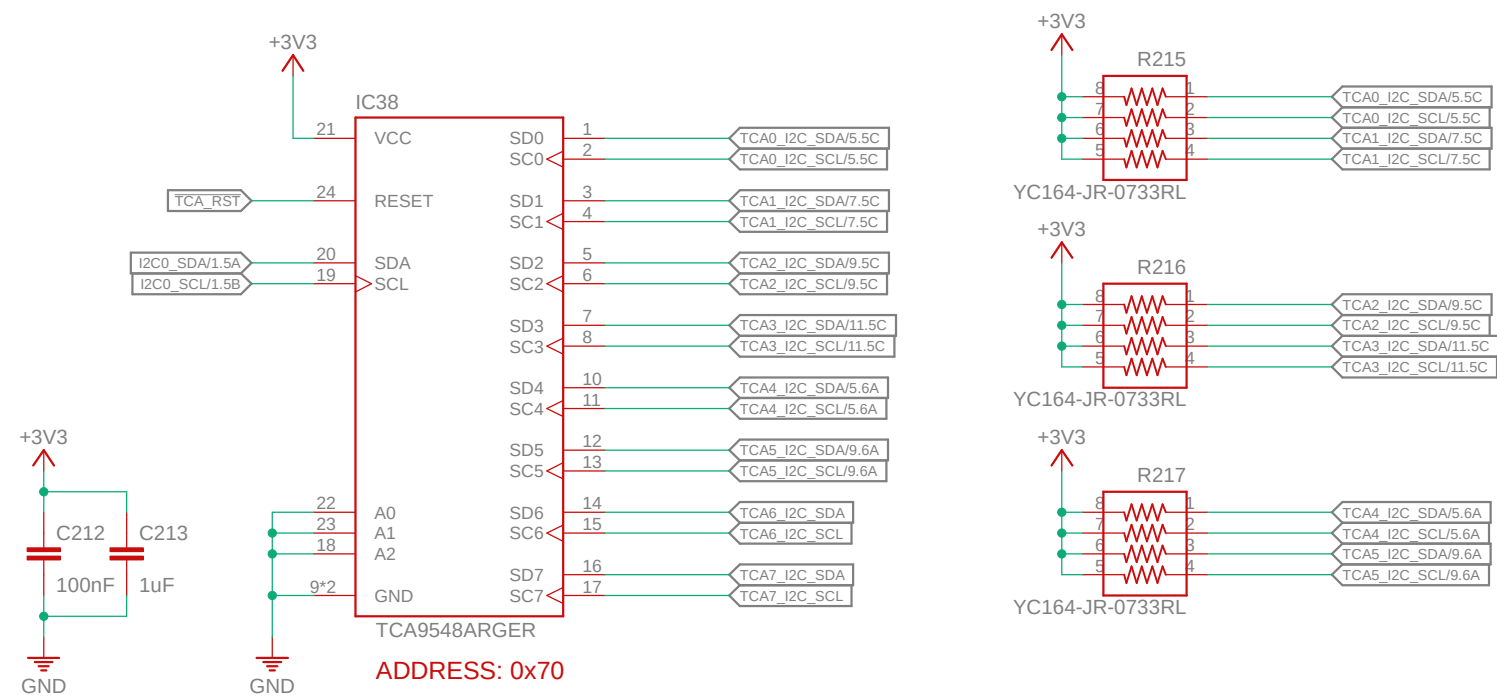 +3V3
IC38
21 VCC
24 RESET
TCA_RST
20 SDA
I2C0_SDA/1.5A
19 SCL
I2C0_SCL/1.5B
22 A0
23 A1
18 A2
9*2 GND
SD0 1 TCA0_I2C_SDA/5.5C
SC0 2 TCA0_I2C_SCL/5.5C
SD1 3 TCA1_I2C_SDA/7.5C
SC1 4 TCA1_I2C_SCL/7.5C
SD2 5 TCA2_I2C_SDA/9.5C
SC2 6 TCA2_I2C_SCL/9.5C
SD3 7 TCA3_I2C_SDA/11.5C
SC3 8 TCA3_I2C_SCL/11.5C
SD4 10 TCA4_I2C_SDA/5.6A
SC4 11 TCA4_I2C_SCL/5.6A
SD5 12 TCA5_I2C_SDA/9.6A
SC5 13 TCA5_I2C_SCL/9.6A
SD6 14 TCA6_I2C_SDA
SC6 15 TCA6_I2C_SCL
SD7 16 TCA7_I2C_SDA
SC7 17 TCA7_I2C_SCL
TCA9548ARGER
ADDRESS: 0x70
GND
+3V3
C212
100nF
C213
1uF
GND
+3V3
R215
8 1 TCA0_I2C_SDA/5.5C
7 2 TCA0_I2C_SCL/5.5C
6 3 TCA1_I2C_SDA/7.5C
5 4 TCA1_I2C_SCL/7.5C
YC164-JR-0733RL
+3V3
R216
8 1 TCA2_I2C_SDA/9.5C
7 2 TCA2_I2C_SCL/9.5C
6 3 TCA3_I2C_SDA/11.5C
5 4 TCA3_I2C_SCL/11.5C
YC164-JR-0733RL
+3V3
R217
8 1 TCA4_I2C_SDA/5.6A
7 2 TCA4_I2C_SCL/5.6A
6 3 TCA5_I2C_SDA/9.6A
5 4 TCA5_I2C_SCL/9.6A
YC164-JR-0733RL